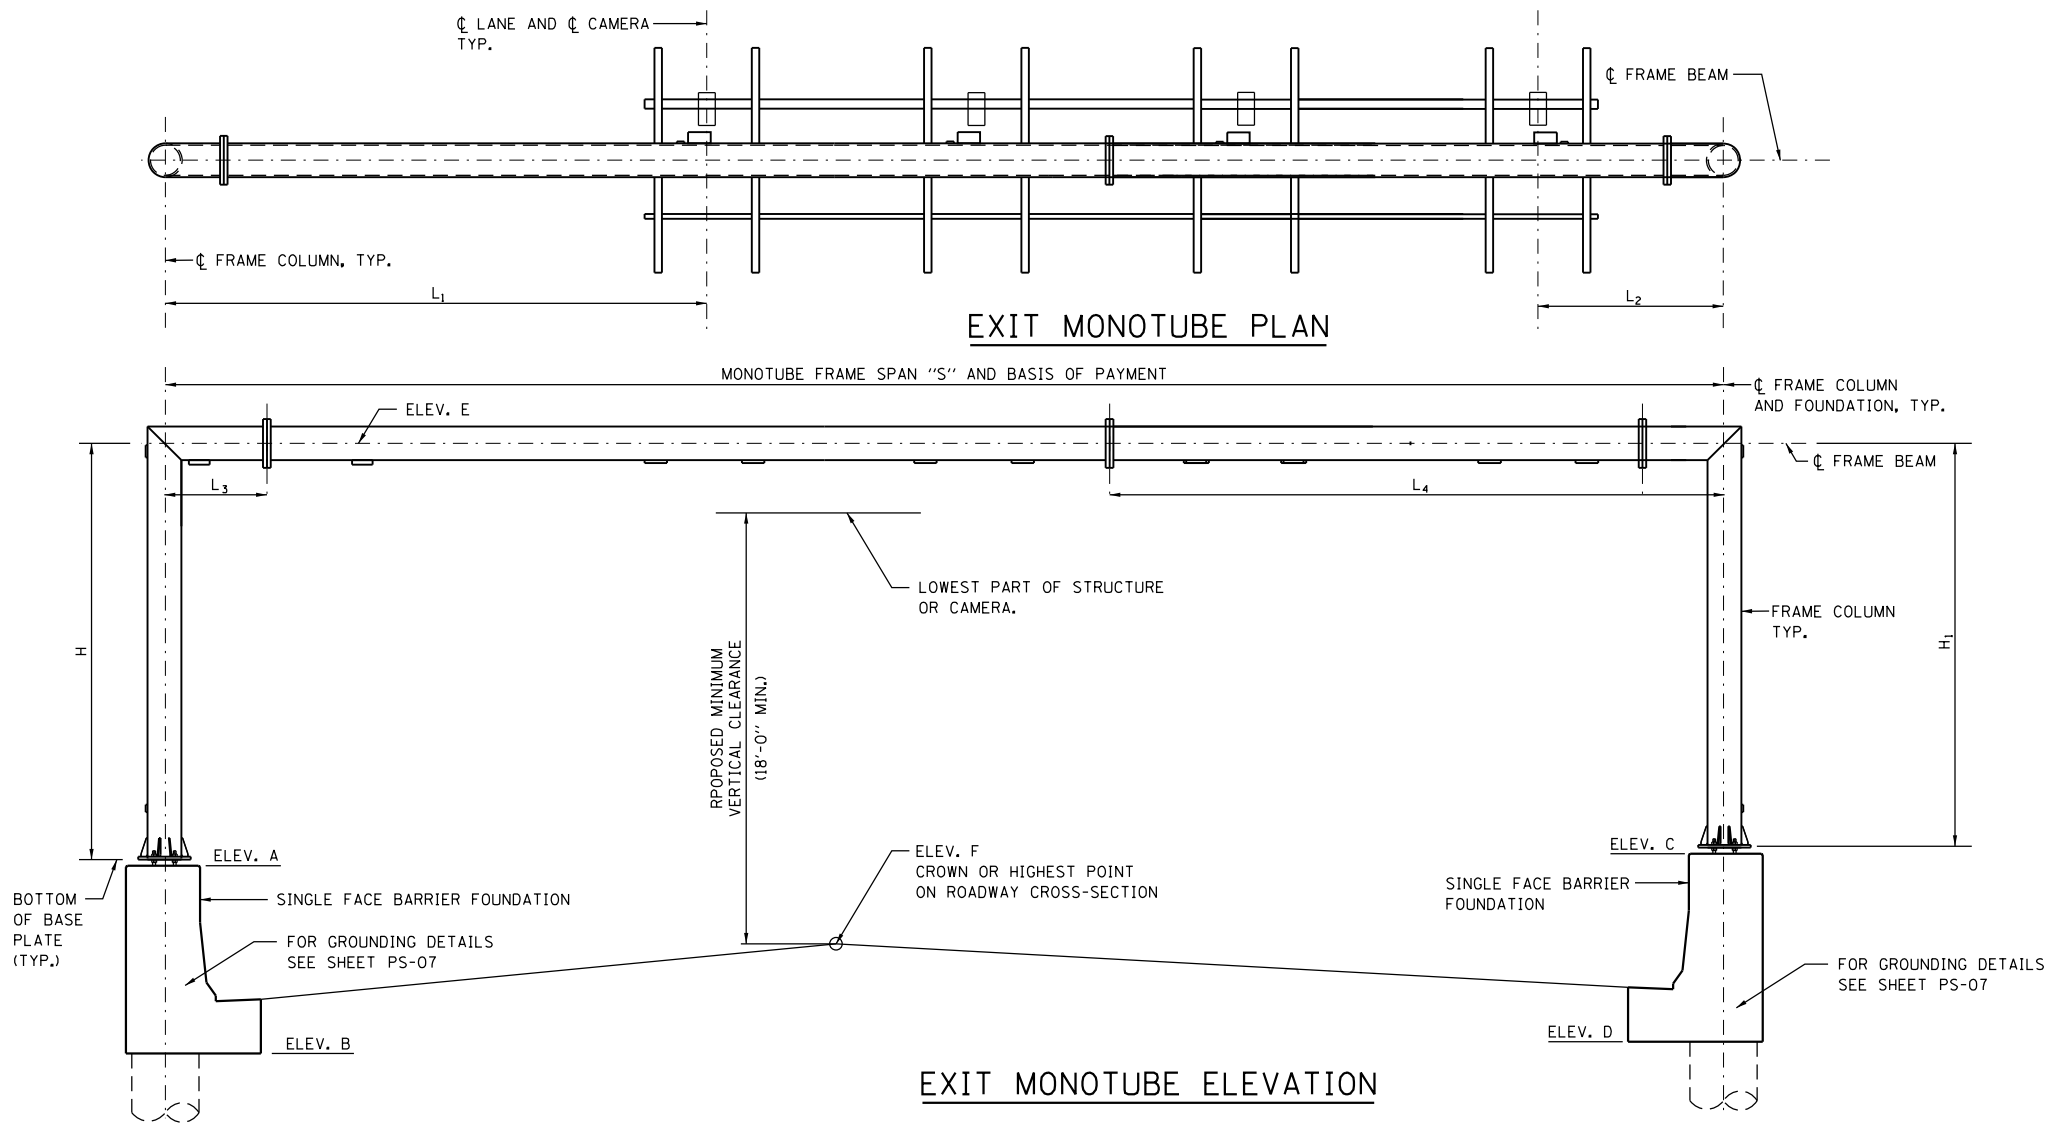 ℄ LANE AND ℄ CAMERA
TYP.
℄ FRAME BEAM
℄ FRAME COLUMN, TYP.
L1
L2
EXIT MONOTUBE PLAN
MONOTUBE FRAME SPAN "S" AND BASIS OF PAYMENT
℄ FRAME COLUMN
AND FOUNDATION, TYP.
ELEV. E
℄ FRAME BEAM
L3
L4
LOWEST PART OF STRUCTURE
OR CAMERA.
FRAME COLUMN
TYP.
H
H1
RPOPOSED MINIMUM
VERTICAL CLEARANCE
(18'-0" MIN.)
ELEV. A
ELEV. F
CROWN OR HIGHEST POINT
ON ROADWAY CROSS-SECTION
ELEV. C
BOTTOM
OF BASE
PLATE
(TYP.)
SINGLE FACE BARRIER FOUNDATION
SINGLE FACE BARRIER
FOUNDATION
FOR GROUNDING DETAILS
SEE SHEET PS-07
FOR GROUNDING DETAILS
SEE SHEET PS-07
ELEV. B
ELEV. D
EXIT MONOTUBE ELEVATION